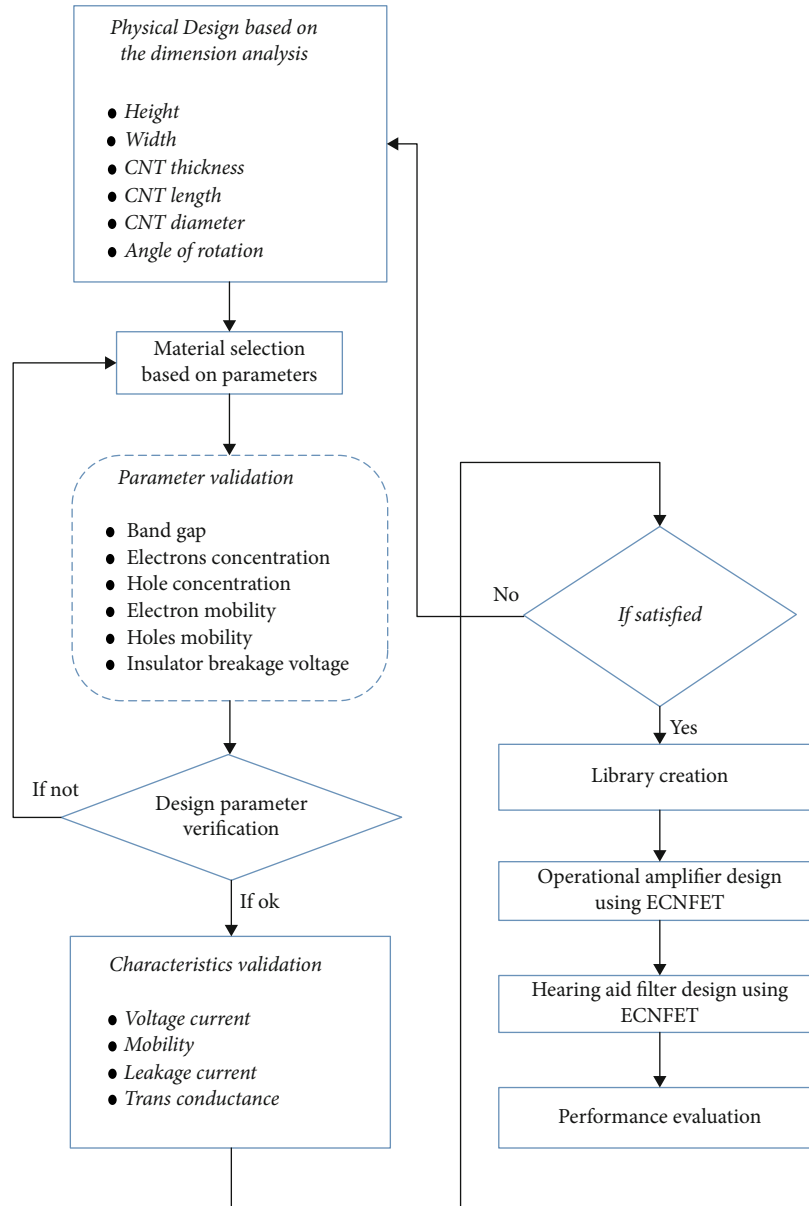 Physical Design based on
the dimension analysis
● Height
● Width
● CNT thickness
● CNT length
● CNT diameter
● Angle of rotation
Material selection
based on parameters
Parameter validation
● Band gap
● Electrons concentration
● Hole concentration
● Electron mobility
● Holes mobility
● Insulator breakage voltage
If not
Design parameter
verification
If ok
Characteristics validation
● Voltage current
● Mobility
● Leakage current
● Trans conductance
No
If satisfied
Yes
Library creation
Operational amplifier design
using ECNFET
Hearing aid filter design using
ECNFET
Performance evaluation